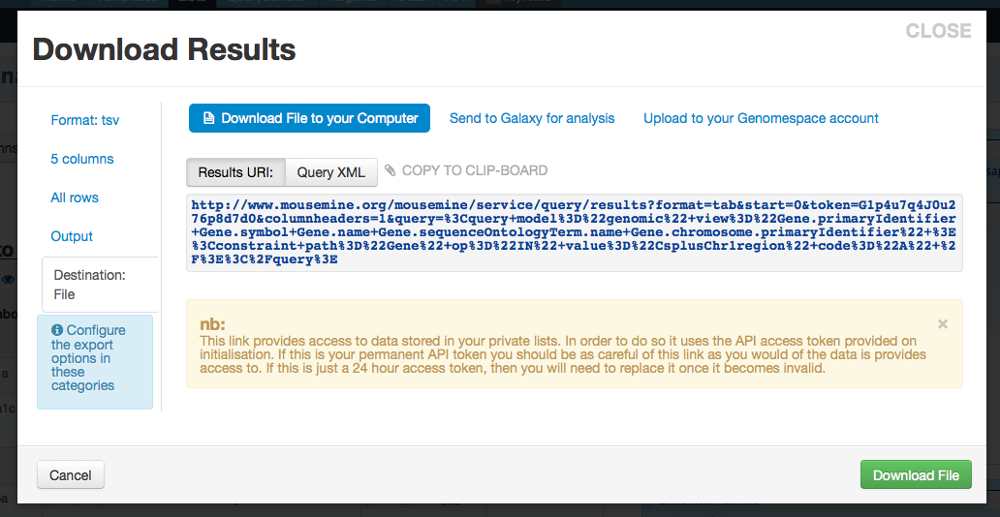 Download Results
CLOSE
Format: tsv
5 columns
All rows
Output
Destination:
File
Configure
the export
options in
these
categories
Download File to your Computer
Send to Galaxy for analysis
Upload to your Genomespace account
Results URI:
Query XML
COPY TO CLIP-BOARD
http://www.mousemine.org/mousemine/service/query/results?format=tab&start=0&token=G1p4u7q4J0u2
76p8d7d0&columnheaders=1&query=%3Cquery+model%3D%22genomic%22+view%3D%22Gene.primaryIdentifier
+Gene.symbol+Gene.name+Gene.sequenceOntologyTerm.name+Gene.chromosome.primaryIdentifier%22+%3E
%3Cconstraint+path%3D%22Gene%22+op%3D%22IN%22+value%3D%22CsplusChr1region%22+code%3D%22A%22+%2
F%3E%3C%2Fquery%3E
nb:
×
This link provides access to data stored in your private lists. In order to do so it uses the API access token provided on
initialisation. If this is your permanent API token you should be as careful of this link as you would of the data is provides
access to. If this is just a 24 hour access token, then you will need to replace it once it becomes invalid.
Cancel
Download File